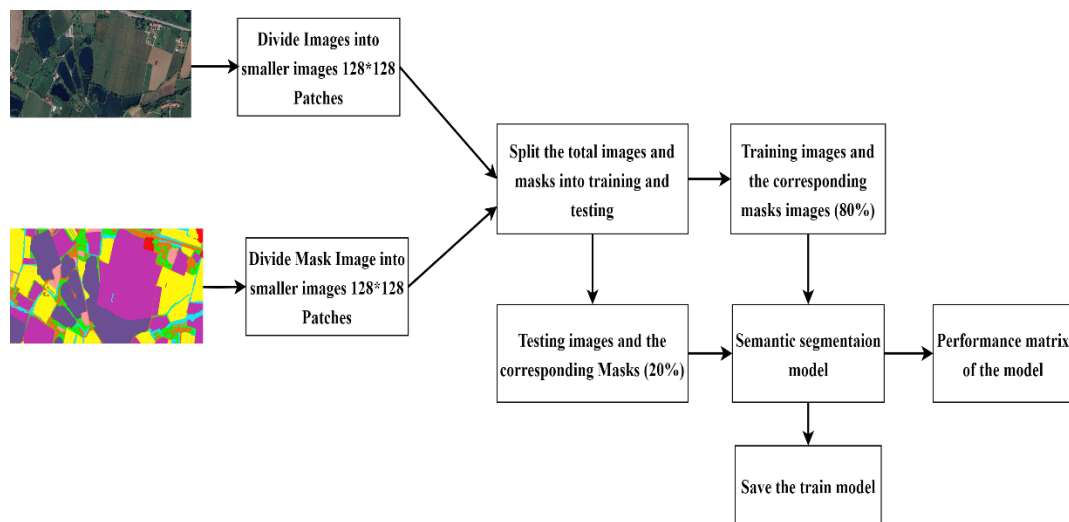 Divide Images into
smaller images 128*128
Patches
Divide Mask Image into
smaller images 128*128
Patches
Split the total images and
masks into training and
testing
Training images and
the corresponding
masks images (80%)
Testing images and the
corresponding Masks (20%)
Semantic segmentaion
model
Performance matrix
of the model
Save the train model